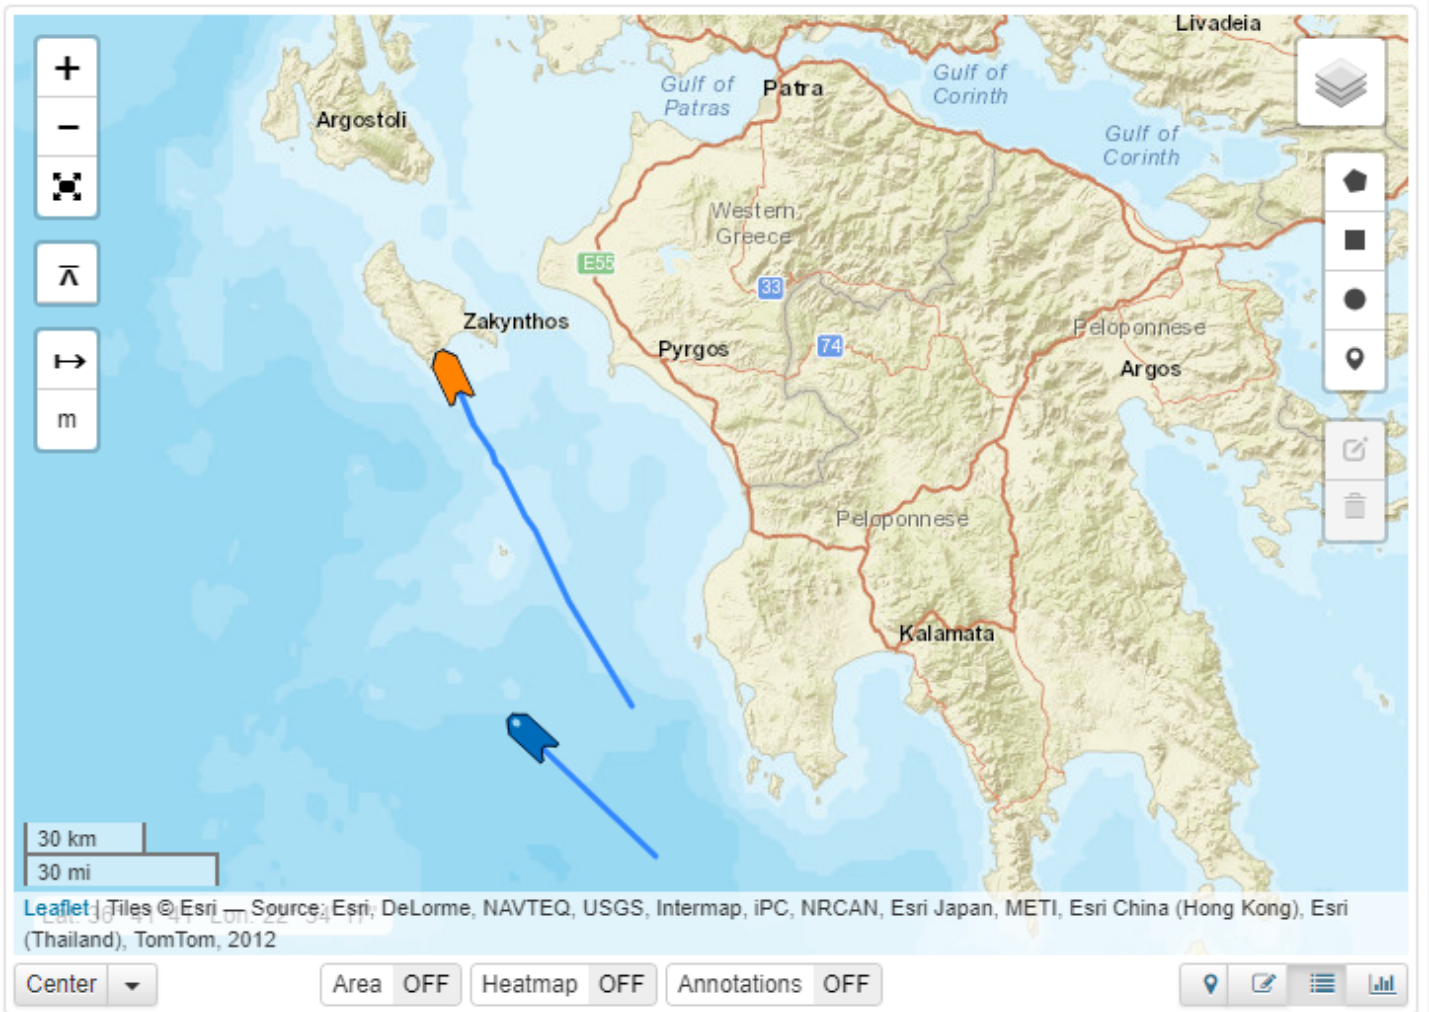 Livadeia
+
Gulf of
Patras
Patra
Gulf of
Corinth
Argostoli
−
Gulf of
Corinth
Western
Greece
E55
33
Zakynthos
Peloponnese
Pyrgos
74
Argos
m
Peloponnese
Kalamata
30 km
30 mi
Leaflet | Tiles © Esri — Source: Esri, DeLorme, NAVTEQ, USGS, Intermap, iPC, NRCAN, Esri Japan, METI, Esri China (Hong Kong), Esri
(Thailand), TomTom, 2012
Center
Area OFF
Heatmap OFF
Annotations OFF